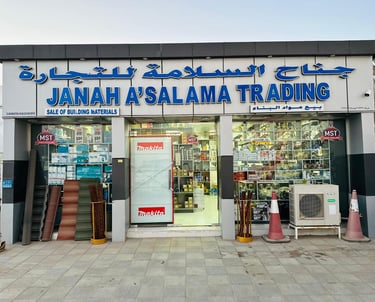 جناح السلامة للتجارة
JANAH A'SALAMA TRADING
SALE OF BUILDING MATERIALS
بيع مواد البناء
MST
MST
Makita
Makita